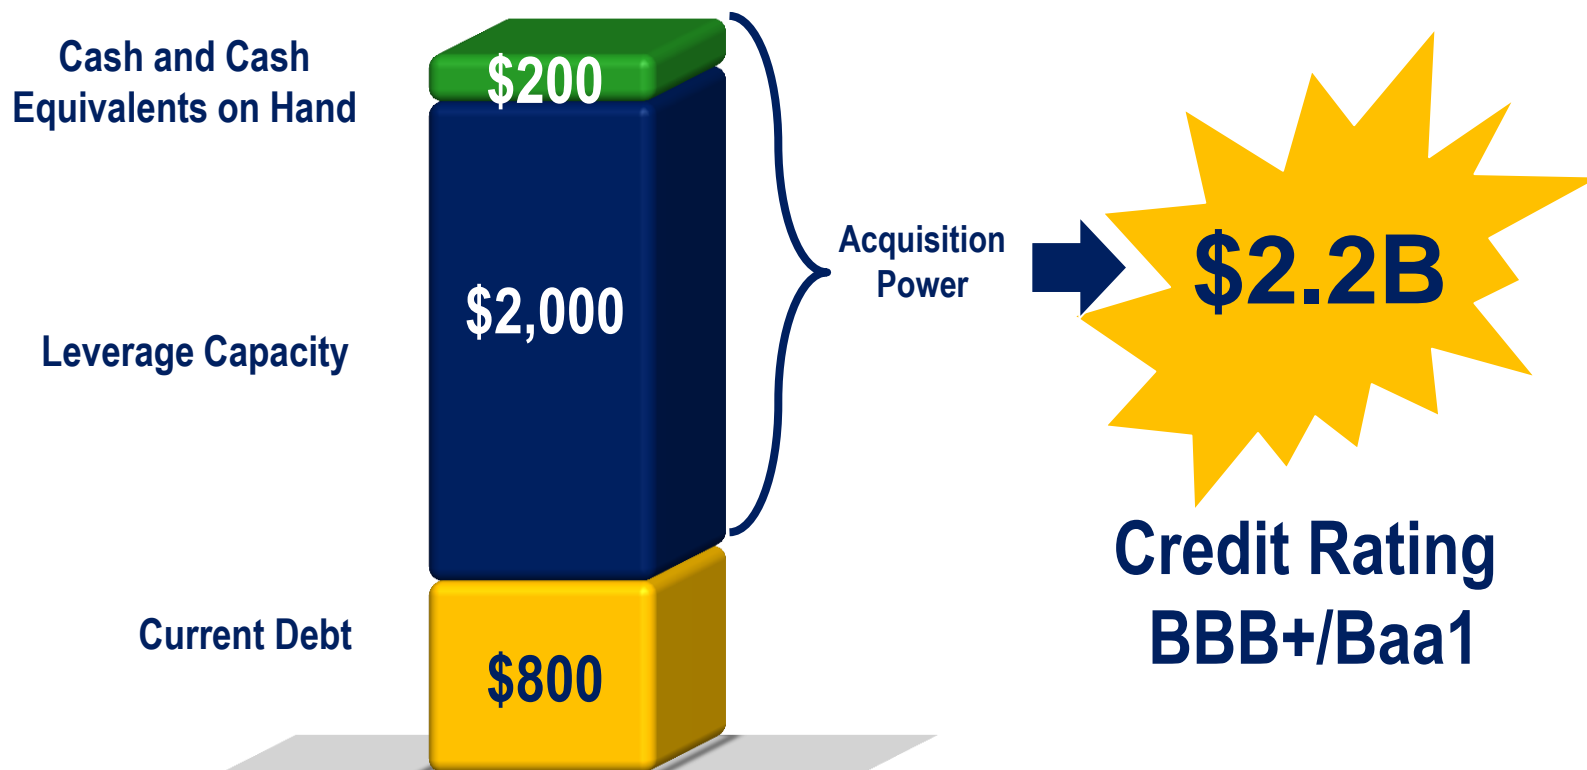 Cash and Cash
Equivalents on Hand
$200
$2,000
Leverage Capacity
Acquisition
Power
$2.2B
Current Debt
$800
Credit Rating
BBB+/Baa1